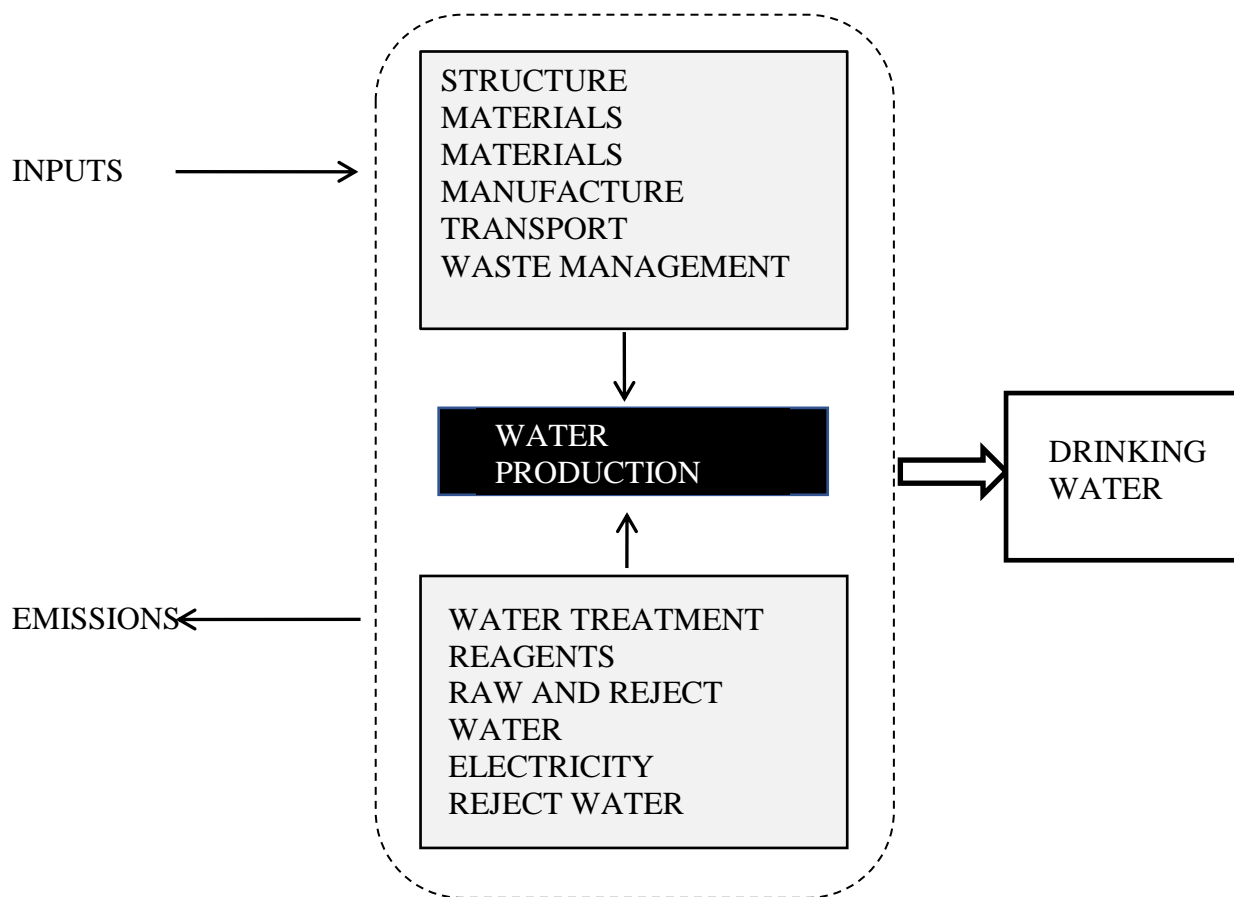 STRUCTURE
MATERIALS
MATERIALS
MANUFACTURE
TRANSPORT
WASTE MANAGEMENT
INPUTS
WATER
PRODUCTION
DRINKING
WATER
EMISSIONS
WATER TREATMENT
REAGENTS
RAW AND REJECT
WATER
ELECTRICITY
REJECT WATER